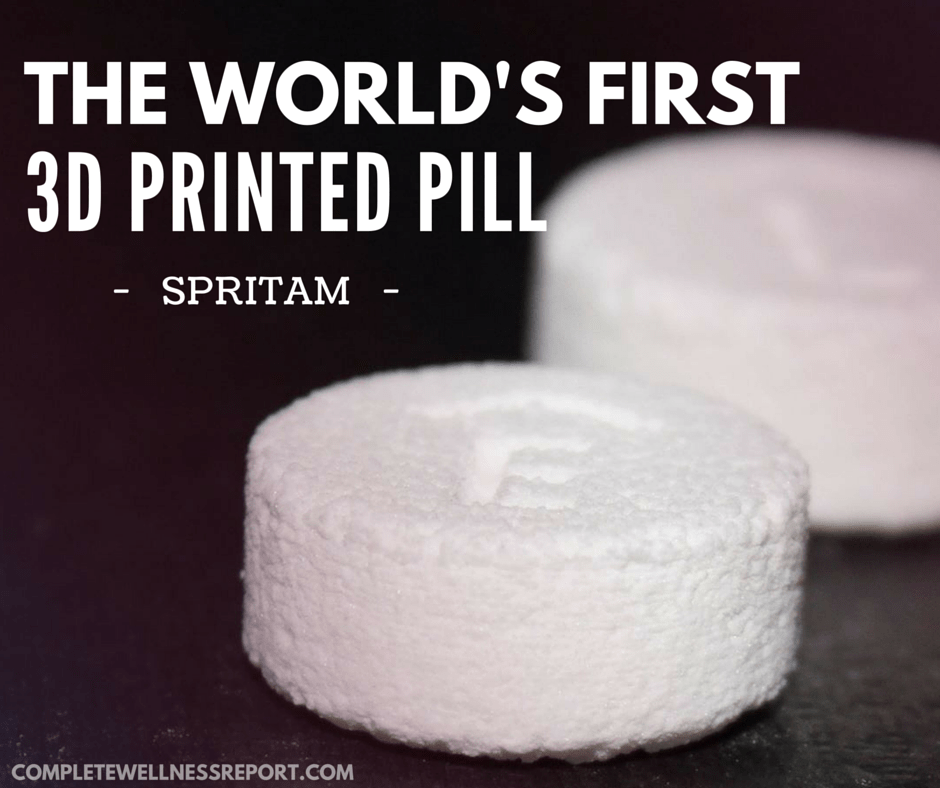 THE WORLD'S FIRST
3D PRINTED PILL
- SPRITAM -
COMPLETEWELLNESSREPORT.COM